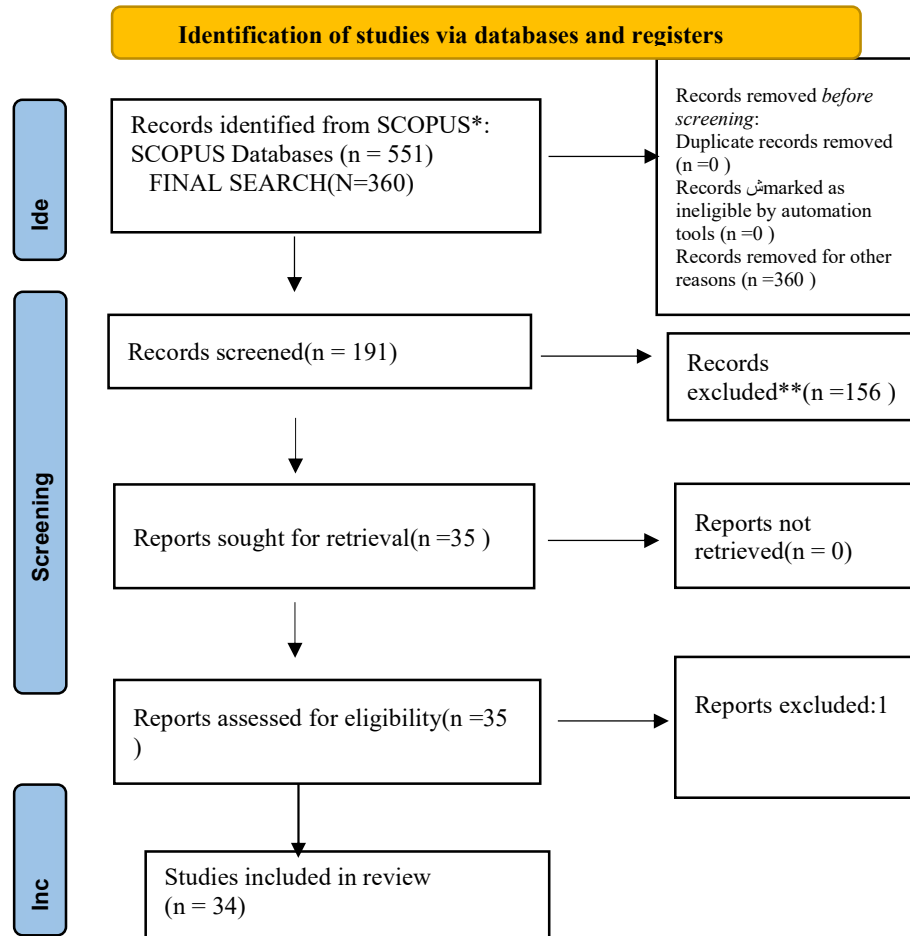 Identification of studies via databases and registers
Ide
Records identified from SCOPUS*:
SCOPUS Databases (n = 551)
FINAL SEARCH(N=360)
Records removed before
screening:
Duplicate records removed
(n =0 )
Records ڜmarked as
ineligible by automation
tools (n =0 )
Records removed for other
reasons (n =360 )
Screening
Records screened(n = 191)
Records
excluded**(n =156 )
Reports sought for retrieval(n =35 )
Reports not
retrieved(n = 0)
Reports assessed for eligibility(n =35
)
Reports excluded:1
Inc
Studies included in review
(n = 34)